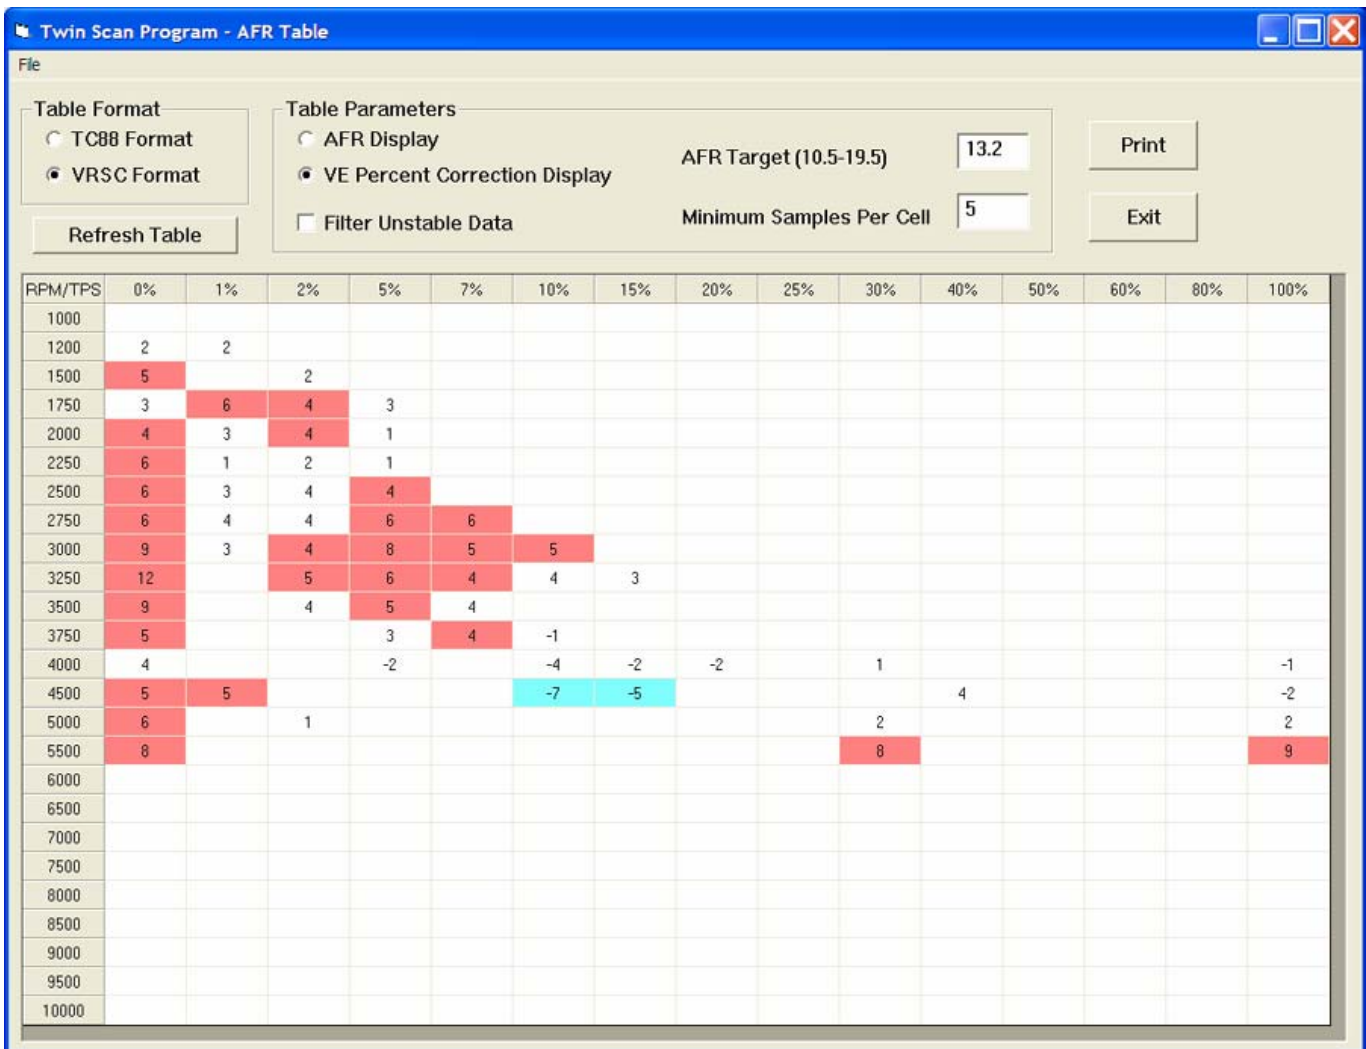 Twin Scan Program - AFR Table
File
Table Format
TC88 Format
VRSC Format
Refresh Table
Table Parameters
AFR Display
VE Percent Correction Display
Filter Unstable Data
AFR Target (10.5-19.5) 13.2
Minimum Samples Per Cell 5
Print
Exit
RPM/TPS 0% 1% 2% 5% 7% 10% 15% 20% 25% 30% 40% 50% 60% 80% 100%
1000
1200 2 2
1500 5 2
1750 3 6 4 3
2000 4 3 4 1
2250 6 1 2 1
2500 6 3 4 4
2750 6 4 4 6 6
3000 9 3 4 8 5 5
3250 12 5 6 4 4 3
3500 9 4 5 4
3750 5 3 4 -1
4000 4 -2 -4 -2 -2 1 -1
4500 5 5 -7 -5 4 -2
5000 6 1 2 2
5500 8 8 9
6000
6500
7000
7500
8000
8500
9000
9500
10000